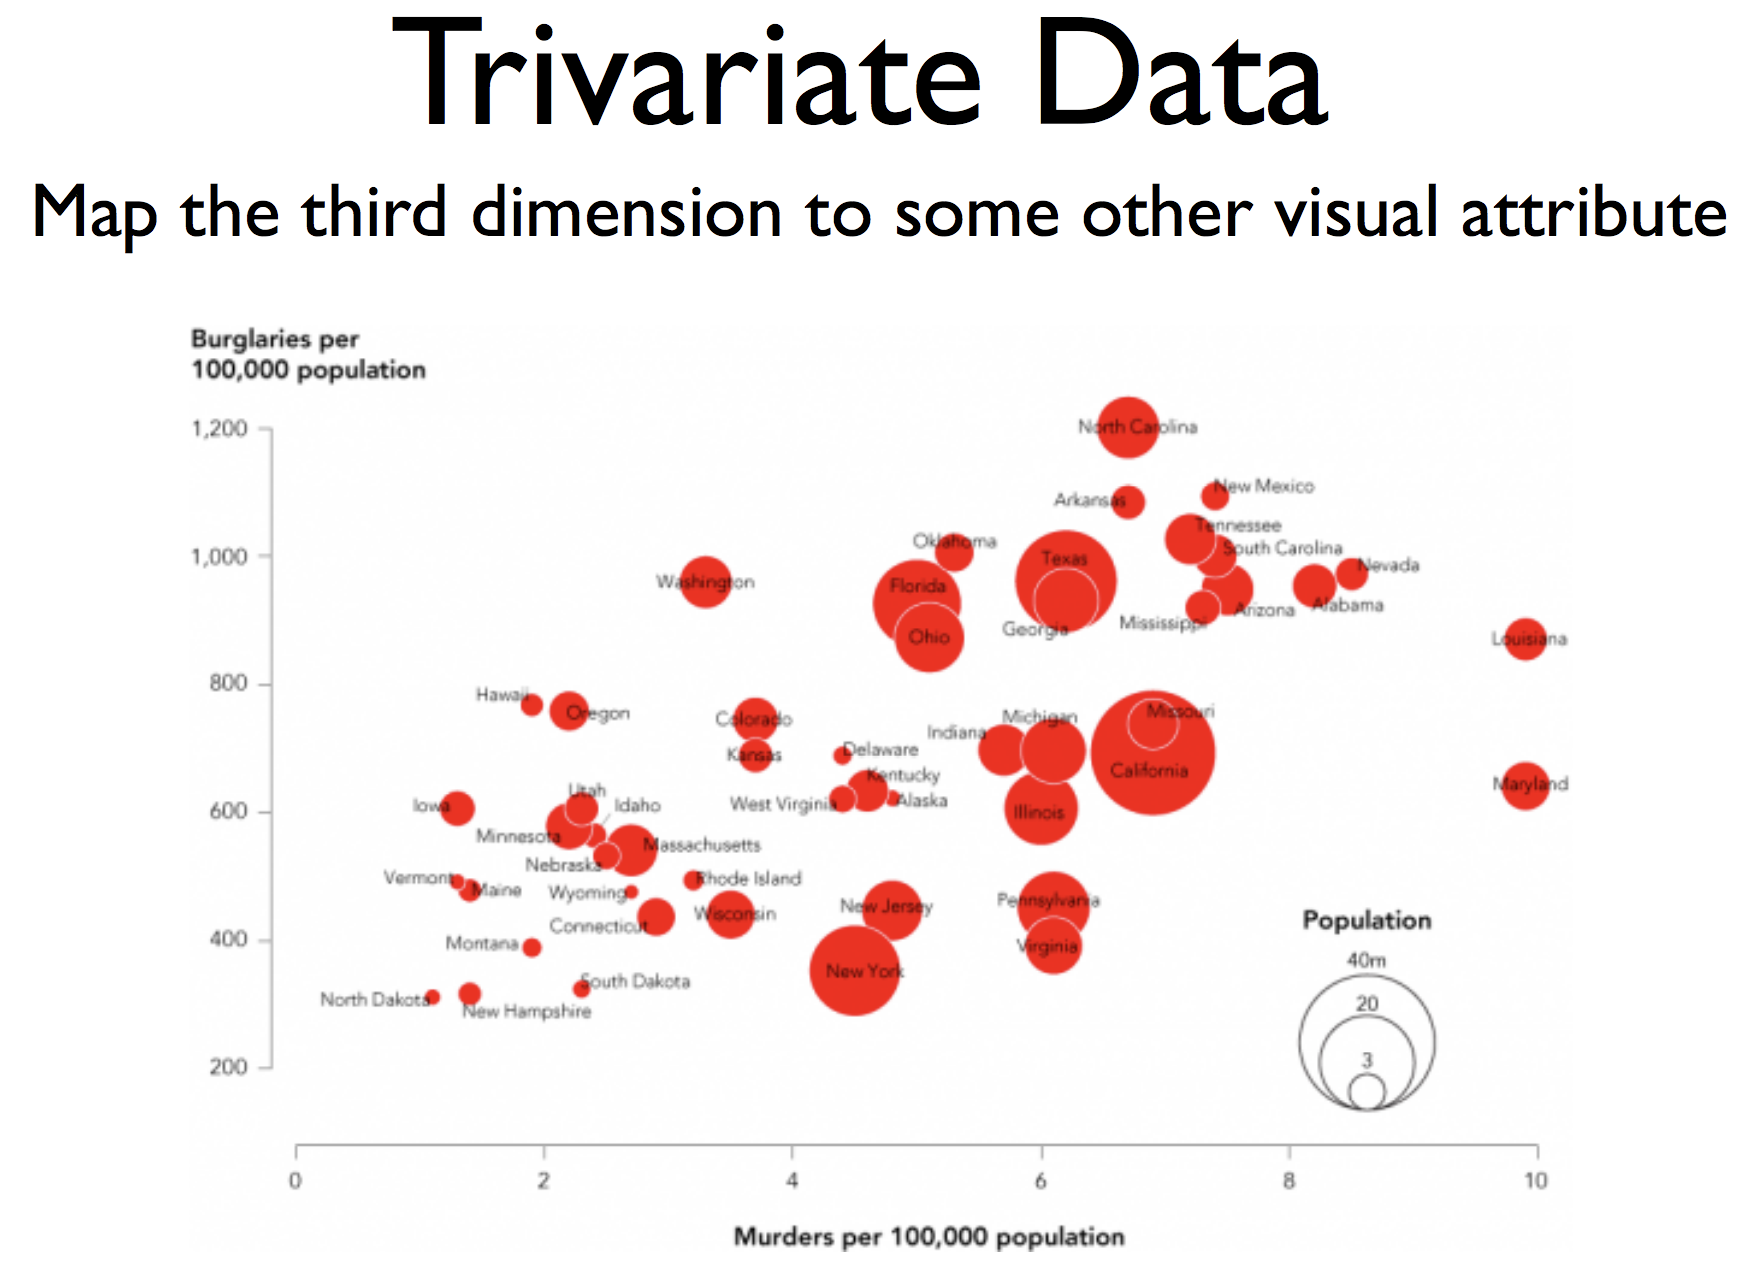 Trivariate Data
Map the third dimension to some other visual attribute
Burglaries per
100,000 population
1,200
1,000
800
600
400
200
North Carolina
New Mexico
Arkansas
Tennessee
Oklahoma
South Carolina
Texas
Nevada
Washington
Florida
Alabama
Arizona
Mississippi
Georgia
Ohio
Louisiana
Hawaii
Oregon
Colorado
Michigan
Missouri
Indiana
Delaware
Kansas
California
Kentucky
Maryland
Utah
Idaho
Iowa
West Virginia
Alaska
Illinois
Minnesota
Massachusetts
Nebraska
Vermont
Maine
Wyoming
Rhode Island
New Jersey
Pennsylvania
Wisconsin
Connecticut
Montana
Virginia
New York
South Dakota
North Dakota
New Hampshire
Population
40m
20
3
0
2
4
6
8
10
Murders per 100,000 population